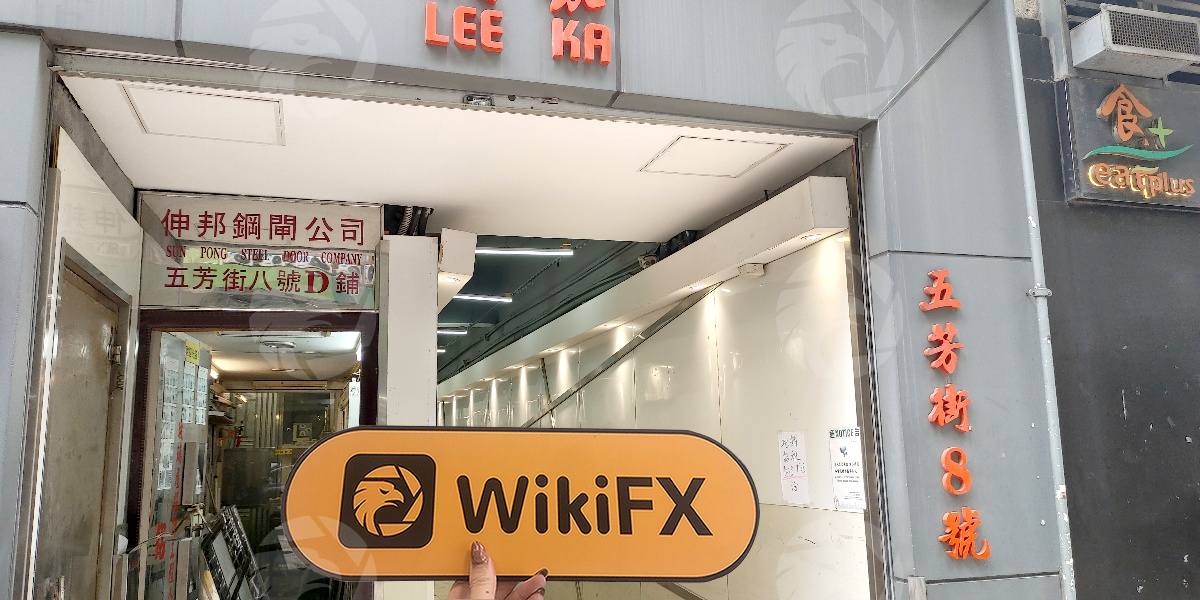 LEE KA
伸邦鋼閘公司
SUN PONG STEEL DOOR COMPANY
五芳街八號D鋪
食+
eatplus
五芳街8號
NOTICE
WikiFX